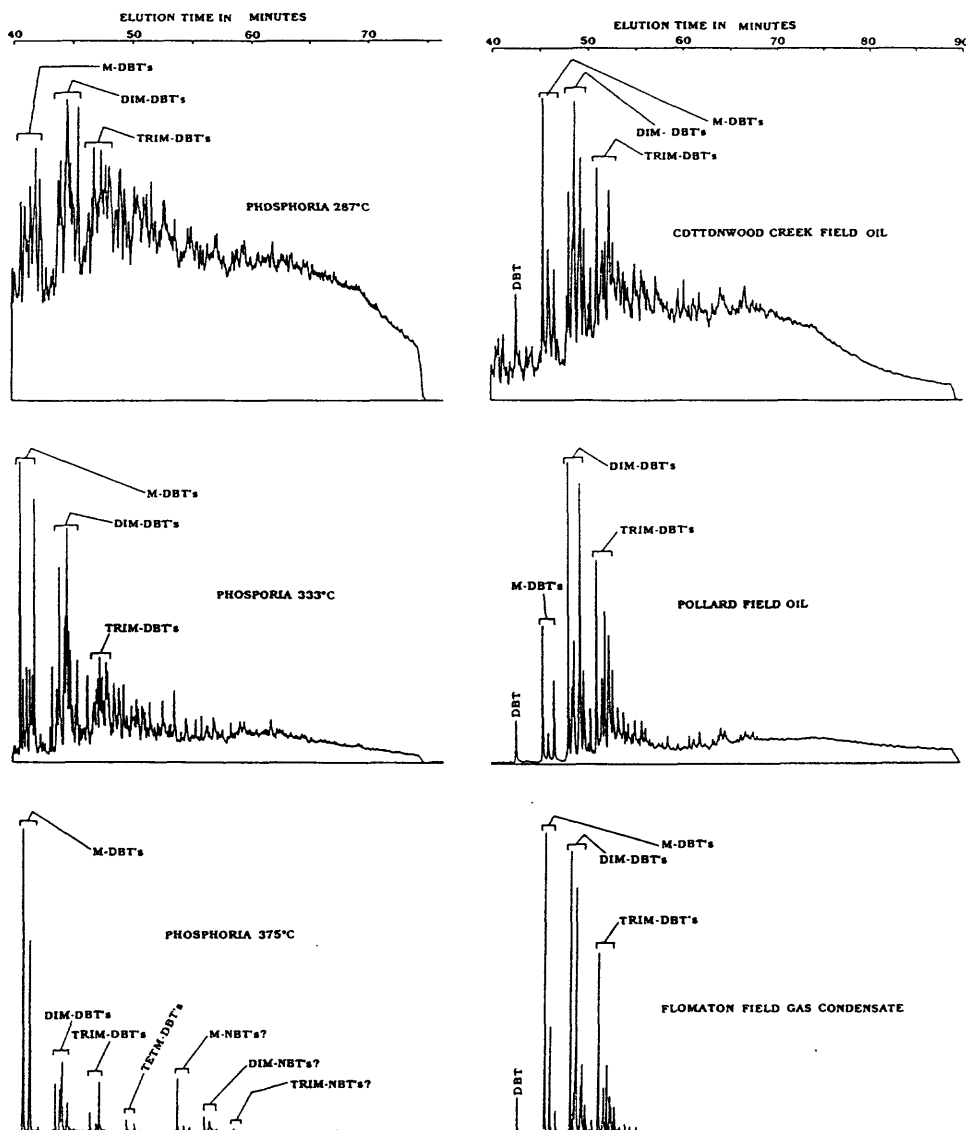 ELUTION TIME IN MINUTES
40 50 60 70
M-DBT's
DIM-DBT's
TRIM-DBT's
PHOSPHORIA 287°C
ELUTION TIME IN MINUTES
40 50 60 70 80 90
M-DBT's
DIM- DBT's
TRIM-DBT's
COTTONWOOD CREEK FIELD OIL
DBT
M-DBT's
DIM-DBT's
PHOSPORIA 333°C
TRIM-DBT's
DIM-DBT's
TRIM-DBT's
M-DBT's
POLLARD FIELD OIL
DBT
M-DBT's
PHOSPHORIA 375°C
DIM-DBT's
TRIM-DBT's
TETM-DBT's
M-NBT's?
DIM-NBT's?
TRIM-NBT's?
M-DBT's
DIM-DBT's
TRIM-DBT's
FLOMATON FIELD GAS CONDENSATE
DBT